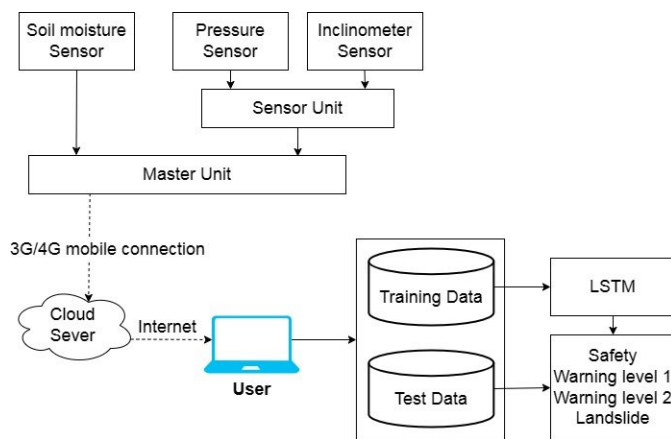 Soil moisture
Sensor
Pressure
Sensor
Inclinometer
Sensor
Sensor Unit
Master Unit
3G/4G mobile connection
Cloud
Sever
Internet
User
Training Data
Test Data
LSTM
Safety
Warning level 1
Warning level 2
Landslide